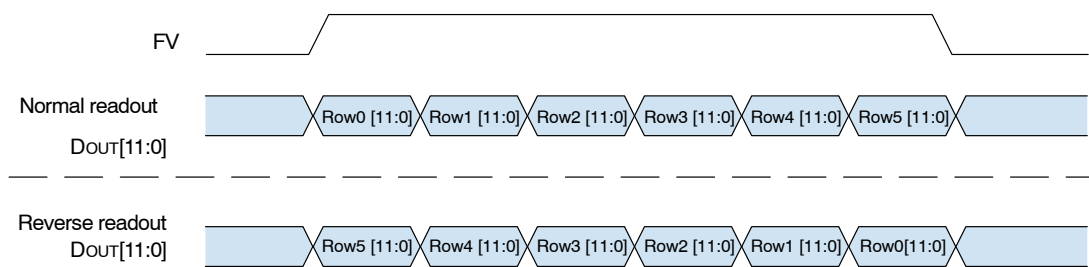 FV
Normal readout
DOUT[11:0]
Row0 [11:0] Row1 [11:0] Row2 [11:0] Row3 [11:0] Row4 [11:0] Row5 [11:0]
Reverse readout
DOUT[11:0]
Row5 [11:0] Row4 [11:0] Row3 [11:0] Row2 [11:0] Row1 [11:0] Row0[11:0]